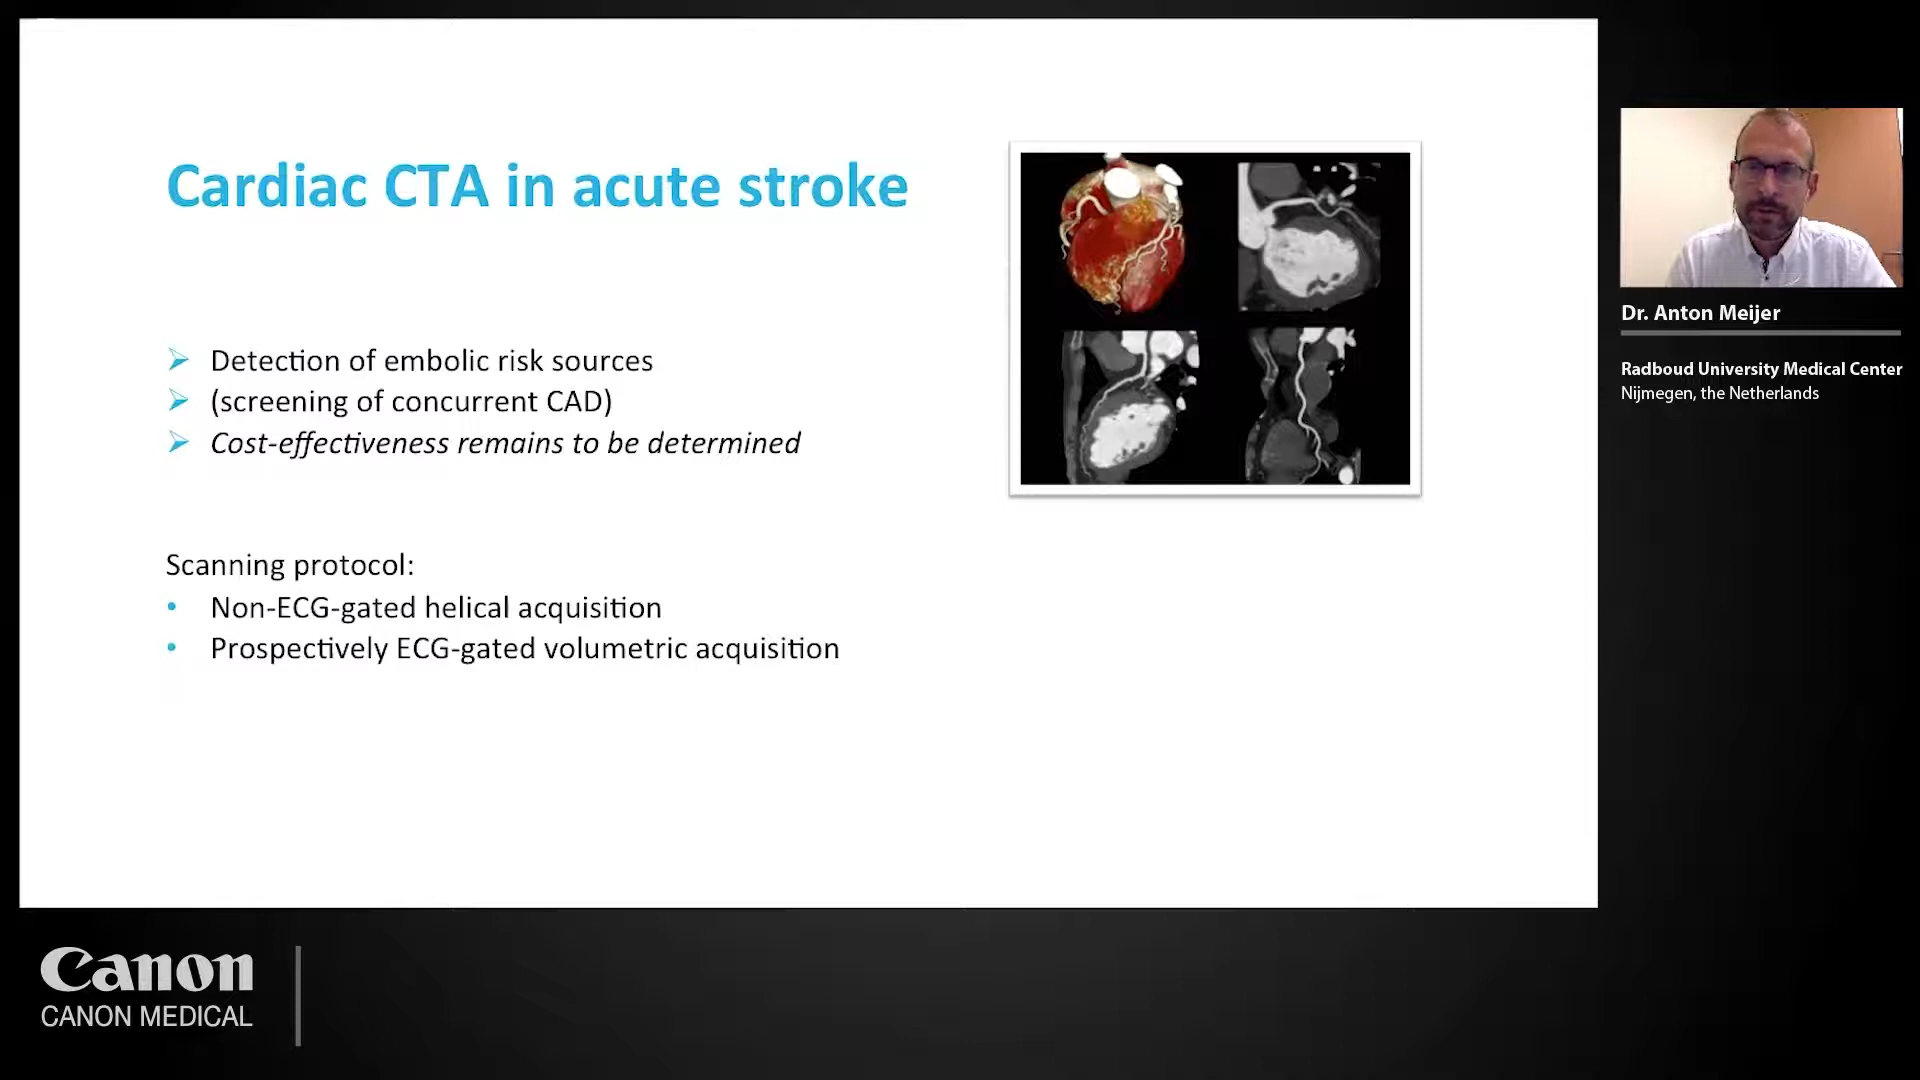 Cardiac CTA in acute stroke
Detection of embolic risk sources
(screening of concurrent CAD)
Cost-effectiveness remains to be determined
Scanning protocol:
Non-ECG-gated helical acquisition
Prospectively ECG-gated volumetric acquisition
Dr. Anton Meijer
Radboud University Medical Center
Nijmegen, the Netherlands
Canon
CANON MEDICAL